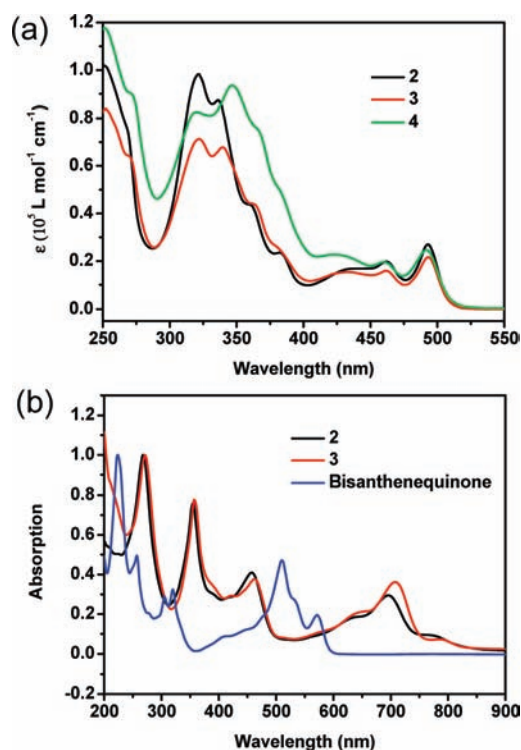 (a)
1.2
1.0
0.8
0.6
0.4
0.2
0.0
ε (10⁵ L mol⁻¹ cm⁻¹)
2
3
4
250 300 350 400 450 500 550
Wavelength (nm)
(b)
1.2
1.0
0.8
0.6
0.4
0.2
0.0
-0.2
Absorption
2
3
Bisanthenequinone
200 300 400 500 600 700 800 900
Wavelength (nm)